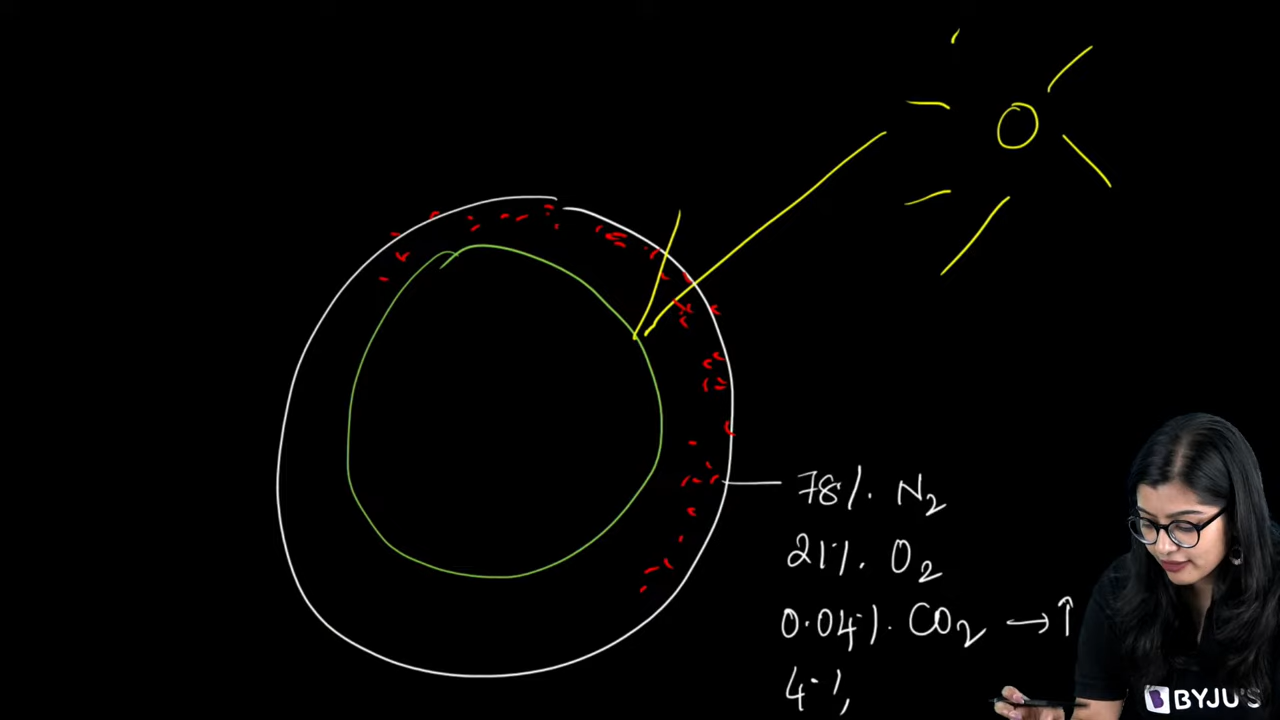 78%. N2
21%. O2
0.04%. CO2 → ↑
4%
BYJU'S